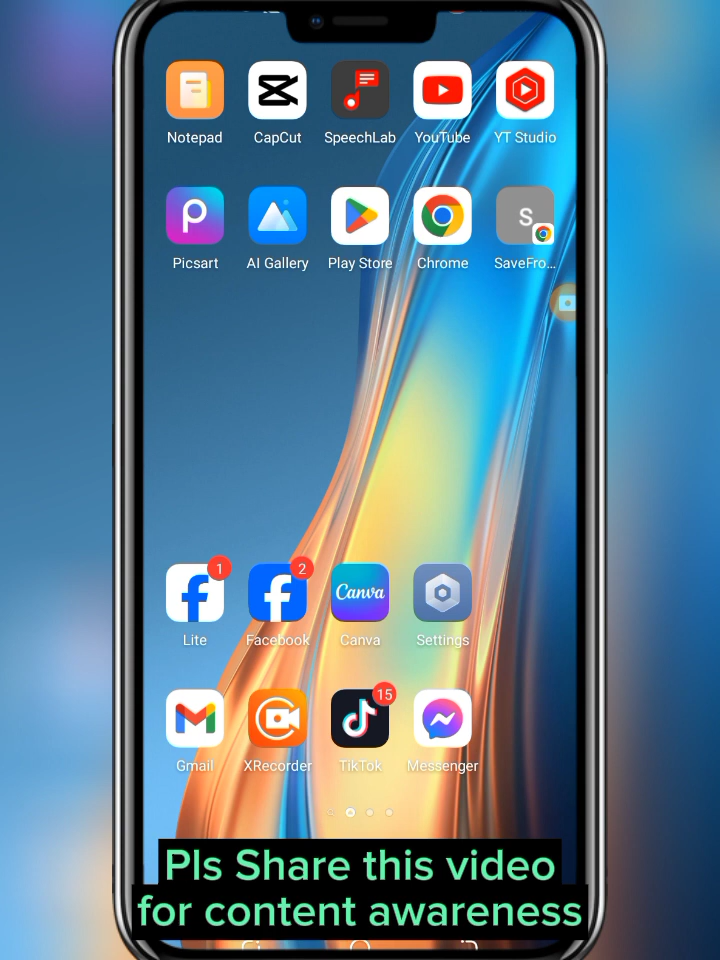 Notepad CapCut SpeechLab YouTube YT Studio
S
Picsart AI Gallery Play Store Chrome SaveFro...
1 2
Canva
Lite Facebook Canva Settings
15
Gmail XRecorder TikTok Messenger
Pls Share this video
for content awareness